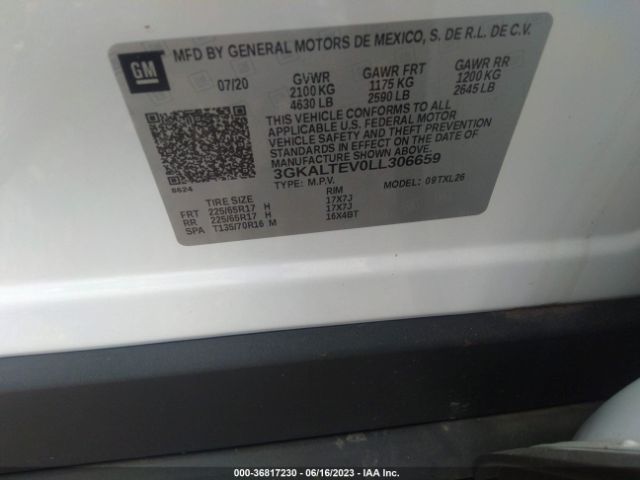 GM
MFD BY GENERAL MOTORS DE MEXICO, S. DE R.L. DE C.V.
07/20 GVWR GAWR FRT GAWR RR
2100 KG 1175 KG 1200 KG
4630 LB 2590 LB 2645 LB
THIS VEHICLE CONFORMS TO ALL
APPLICABLE U.S. FEDERAL MOTOR
VEHICLE SAFETY AND THEFT PREVENTION
STANDARDS IN EFFECT ON THE DATE OF
MANUFACTURE SHOWN ABOVE.
3GKALTEV0LL306659
8624
TYPE: M.P.V. MODEL: 09TXL26
TIRE SIZE RIM
FRT 225/65R17 H 17X7J
RR 225/65R17 H 17X7J
SPA T135/70R16 M 16X4BT
000-36817230 - 06/16/2023 - IAA Inc.